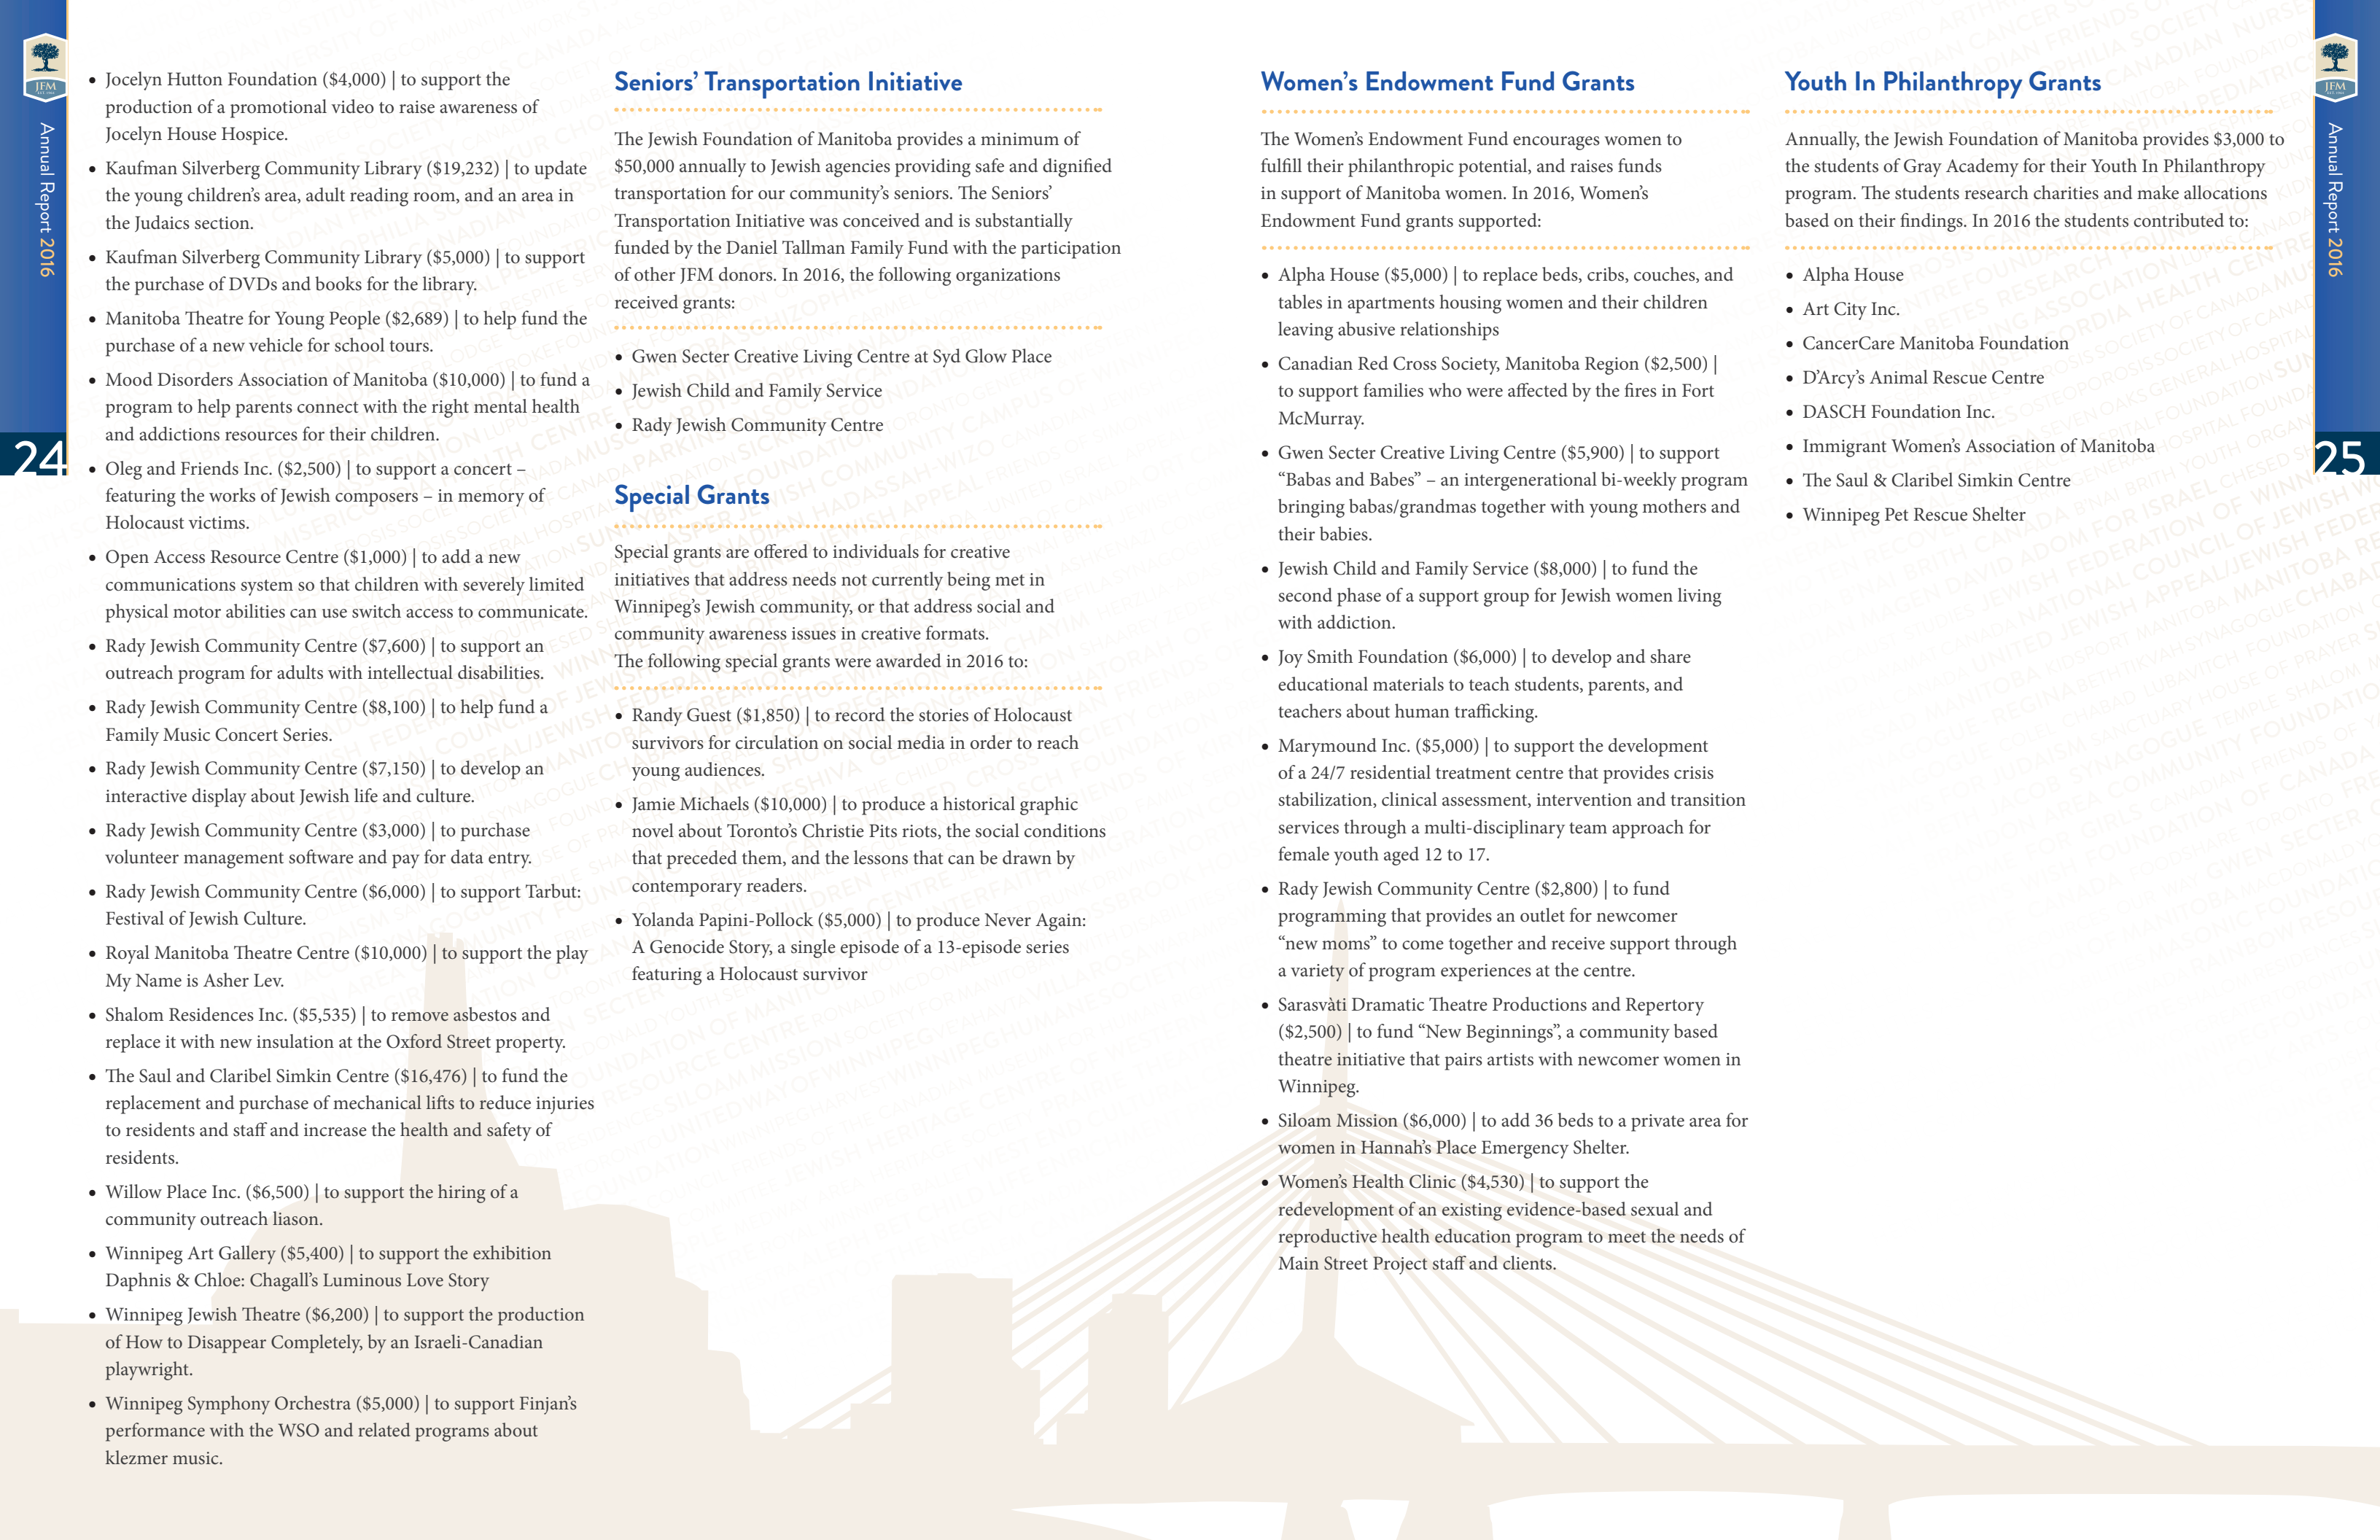 JFM
Annual Report 2016
24
• Jocelyn Hutton Foundation ($4,000) | to support the
production of a promotional video to raise awareness of
Jocelyn House Hospice.
• Kaufman Silverberg Community Library ($19,232) | to update
the young children’s area, adult reading room, and an area in
the Judaics section.
• Kaufman Silverberg Community Library ($5,000) | to support
the purchase of DVDs and books for the library.
• Manitoba Theatre for Young People ($2,689) | to help fund the
purchase of a new vehicle for school tours.
• Mood Disorders Association of Manitoba ($10,000) | to fund a
program to help parents connect with the right mental health
and addictions resources for their children.
• Oleg and Friends Inc. ($2,500) | to support a concert –
featuring the works of Jewish composers – in memory of
Holocaust victims.
• Open Access Resource Centre ($1,000) | to add a new
communications system so that children with severely limited
physical motor abilities can use switch access to communicate.
• Rady Jewish Community Centre ($7,600) | to support an
outreach program for adults with intellectual disabilities.
• Rady Jewish Community Centre ($8,100) | to help fund a
Family Music Concert Series.
• Rady Jewish Community Centre ($7,150) | to develop an
interactive display about Jewish life and culture.
• Rady Jewish Community Centre ($3,000) | to purchase
volunteer management software and pay for data entry.
• Rady Jewish Community Centre ($6,000) | to support Tarbut:
Festival of Jewish Culture.
• Royal Manitoba Theatre Centre ($10,000) | to support the play
My Name is Asher Lev.
• Shalom Residences Inc. ($5,535) | to remove asbestos and
replace it with new insulation at the Oxford Street property.
• The Saul and Claribel Simkin Centre ($16,476) | to fund the
replacement and purchase of mechanical lifts to reduce injuries
to residents and staff and increase the health and safety of
residents.
• Willow Place Inc. ($6,500) | to support the hiring of a
community outreach liason.
• Winnipeg Art Gallery ($5,400) | to support the exhibition
Daphnis & Chloe: Chagall’s Luminous Love Story
• Winnipeg Jewish Theatre ($6,200) | to support the production
of How to Disappear Completely, by an Israeli-Canadian
playwright.
• Winnipeg Symphony Orchestra ($5,000) | to support Finjan’s
performance with the WSO and related programs about
klezmer music.
Seniors’ Transportation Initiative
The Jewish Foundation of Manitoba provides a minimum of
$50,000 annually to Jewish agencies providing safe and dignified
transportation for our community’s seniors. The Seniors’
Transportation Initiative was conceived and is substantially
funded by the Daniel Tallman Family Fund with the participation
of other JFM donors. In 2016, the following organizations
received grants:
• Gwen Secter Creative Living Centre at Syd Glow Place
• Jewish Child and Family Service
• Rady Jewish Community Centre
Special Grants
Special grants are offered to individuals for creative
initiatives that address needs not currently being met in
Winnipeg’s Jewish community, or that address social and
community awareness issues in creative formats.
The following special grants were awarded in 2016 to:
• Randy Guest ($1,850) | to record the stories of Holocaust
survivors for circulation on social media in order to reach
young audiences.
• Jamie Michaels ($10,000) | to produce a historical graphic
novel about Toronto’s Christie Pits riots, the social conditions
that preceded them, and the lessons that can be drawn by
contemporary readers.
• Yolanda Papini-Pollock ($5,000) | to produce Never Again:
A Genocide Story, a single episode of a 13-episode series
featuring a Holocaust survivor
Women’s Endowment Fund Grants
The Women’s Endowment Fund encourages women to
fulfill their philanthropic potential, and raises funds
in support of Manitoba women. In 2016, Women’s
Endowment Fund grants supported:
• Alpha House ($5,000) | to replace beds, cribs, couches, and
tables in apartments housing women and their children
leaving abusive relationships
• Canadian Red Cross Society, Manitoba Region ($2,500) |
to support families who were affected by the fires in Fort
McMurray.
• Gwen Secter Creative Living Centre ($5,900) | to support
“Babas and Babes” – an intergenerational bi-weekly program
bringing babas/grandmas together with young mothers and
their babies.
• Jewish Child and Family Service ($8,000) | to fund the
second phase of a support group for Jewish women living
with addiction.
• Joy Smith Foundation ($6,000) | to develop and share
educational materials to teach students, parents, and
teachers about human trafficking.
• Marymound Inc. ($5,000) | to support the development
of a 24/7 residential treatment centre that provides crisis
stabilization, clinical assessment, intervention and transition
services through a multi-disciplinary team approach for
female youth aged 12 to 17.
• Rady Jewish Community Centre ($2,800) | to fund
programming that provides an outlet for newcomer
“new moms” to come together and receive support through
a variety of program experiences at the centre.
• Sarasvàti Dramatic Theatre Productions and Repertory
($2,500) | to fund “New Beginnings”, a community based
theatre initiative that pairs artists with newcomer women in
Winnipeg.
• Siloam Mission ($6,000) | to add 36 beds to a private area for
women in Hannah’s Place Emergency Shelter.
• Women’s Health Clinic ($4,530) | to support the
redevelopment of an existing evidence-based sexual and
reproductive health education program to meet the needs of
Main Street Project staff and clients.
Youth In Philanthropy Grants
Annually, the Jewish Foundation of Manitoba provides $3,000 to
the students of Gray Academy for their Youth In Philanthropy
program. The students research charities and make allocations
based on their findings. In 2016 the students contributed to:
• Alpha House
• Art City Inc.
• CancerCare Manitoba Foundation
• D’Arcy’s Animal Rescue Centre
• DASCH Foundation Inc.
• Immigrant Women’s Association of Manitoba
• The Saul & Claribel Simkin Centre
• Winnipeg Pet Rescue Shelter
JFM
Annual Report 2016
25